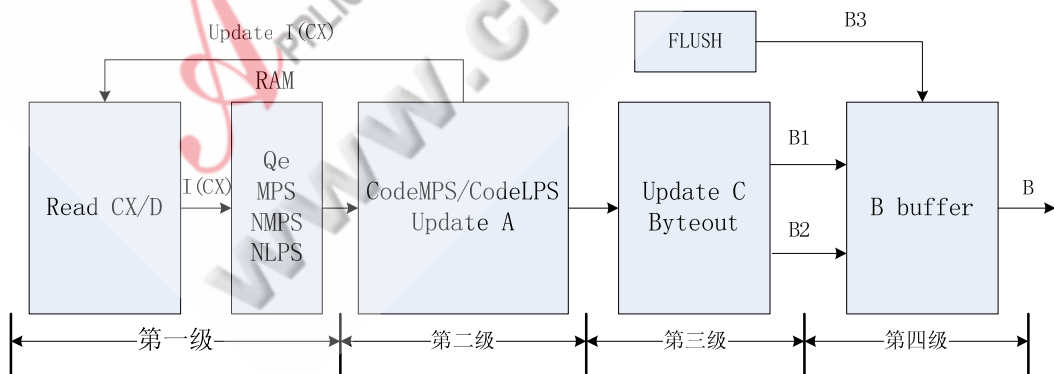 Update I(CX)
RAM
FLUSH
B3
Read CX/D
I(CX)
Qe
MPS
NMPS
NLPS
CodeMPS/CodeLPS
Update A
Update C
Byteout
B1
B2
B buffer
B
第一级
第二级
第三级
第四级
www.c